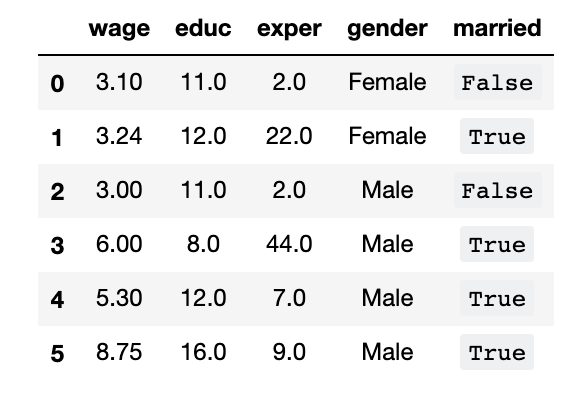 wage educ exper gender married
0 3.10 11.0 2.0 Female False
1 3.24 12.0 22.0 Female True
2 3.00 11.0 2.0 Male False
3 6.00 8.0 44.0 Male True
4 5.30 12.0 7.0 Male True
5 8.75 16.0 9.0 Male True